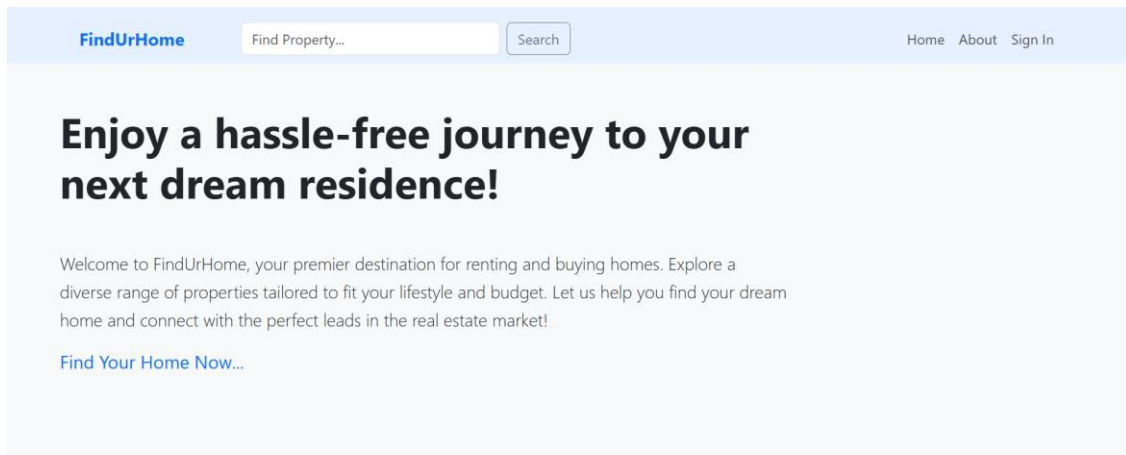 FindUrHome Find Property... Search Home About Sign In
Enjoy a hassle-free journey to your
next dream residence!
Welcome to FindUrHome, your premier destination for renting and buying homes. Explore a
diverse range of properties tailored to fit your lifestyle and budget. Let us help you find your dream
home and connect with the perfect leads in the real estate market!
Find Your Home Now...